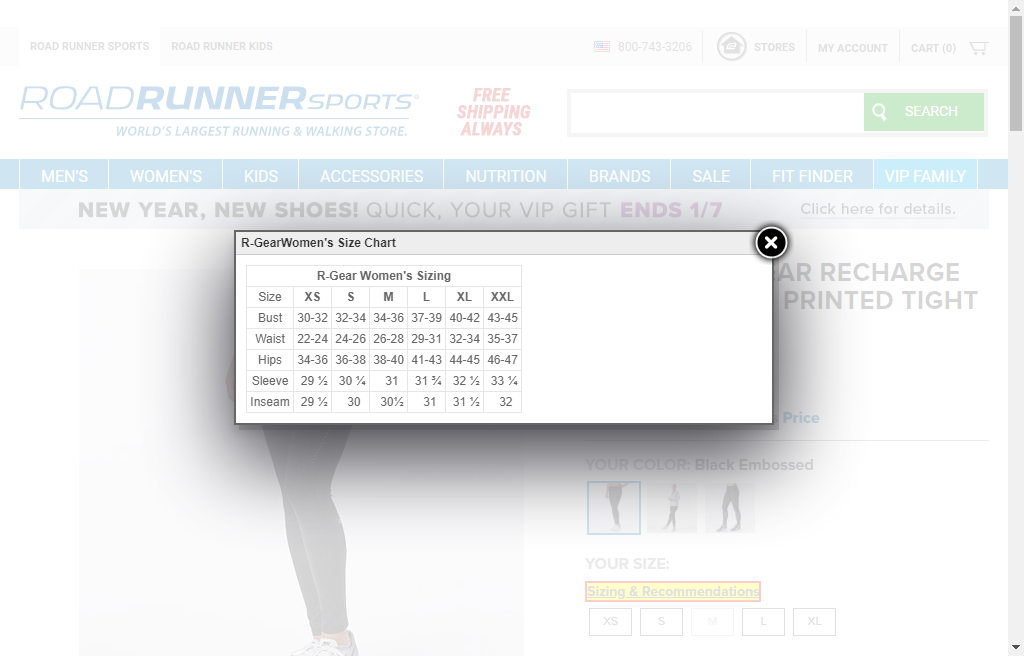 ROAD RUNNER SPORTS ROAD RUNNER KIDS 800-743-3206 STORES MY ACCOUNT CART (0)
ROADRUNNERSPORTS
WORLD'S LARGEST RUNNING & WALKING STORE.
FREE
SHIPPING
ALWAYS
SEARCH
MEN'S WOMEN'S KIDS ACCESSORIES NUTRITION BRANDS SALE FIT FINDER VIP FAMILY
NEW YEAR, NEW SHOES! QUICK, YOUR VIP GIFT ENDS 1/7 Click here for details.
R-GearWomen's Size Chart
R-Gear Women's Sizing
Size XS S M L XL XXL
Bust 30-32 32-34 34-36 37-39 40-42 43-45
Waist 22-24 24-26 26-28 29-31 32-34 35-37
Hips 34-36 36-38 38-40 41-43 44-45 46-47
Sleeve 29 ½ 30 ¼ 31 31 ¾ 32 ½ 33 ¼
Inseam 29 ½ 30 30½ 31 31 ½ 32
RECHARGE
PRINTED TIGHT
Price
YOUR COLOR: Black Embossed
YOUR SIZE:
Sizing & Recommendations
XS S M L XL